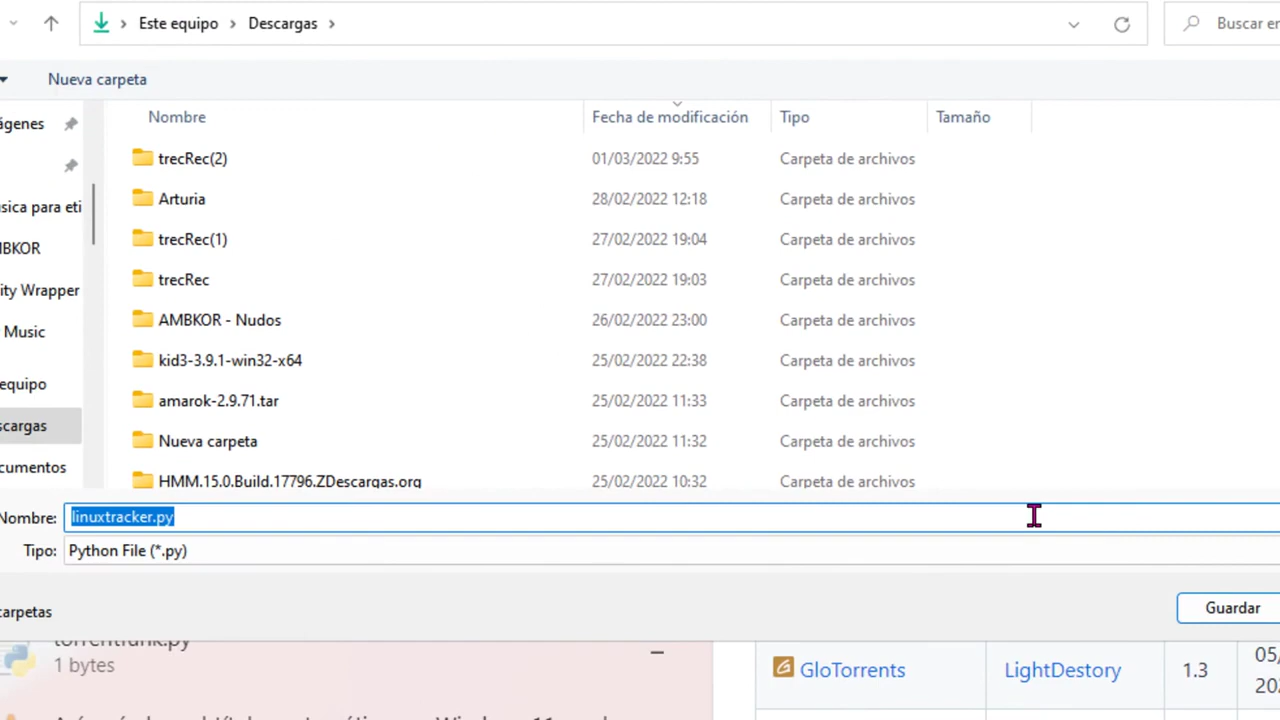 Este equipo > Descargas >
Buscar en
Nueva carpeta
Nombre Fecha de modificación Tipo Tamaño
trecRec(2) 01/03/2022 9:55 Carpeta de archivos
Arturia 28/02/2022 12:18 Carpeta de archivos
trecRec(1) 27/02/2022 19:04 Carpeta de archivos
trecRec 27/02/2022 19:03 Carpeta de archivos
AMBKOR - Nudos 26/02/2022 23:00 Carpeta de archivos
kid3-3.9.1-win32-x64 25/02/2022 22:38 Carpeta de archivos
amarok-2.9.71.tar 25/02/2022 11:33 Carpeta de archivos
Nueva carpeta 25/02/2022 11:32 Carpeta de archivos
HMM.15.0.Build.17796.ZDescargas.org 25/02/2022 10:32 Carpeta de archivos
ágenes
sica para eti
MBKOR
ity Wrapper
Music
equipo
scargas
cumentos
Nombre: linuxtracker.py
Tipo: Python File (*.py)
carpetas
Guardar
torrentfunk.py
1 bytes
GloTorrents LightDestory 1.3 05/
202